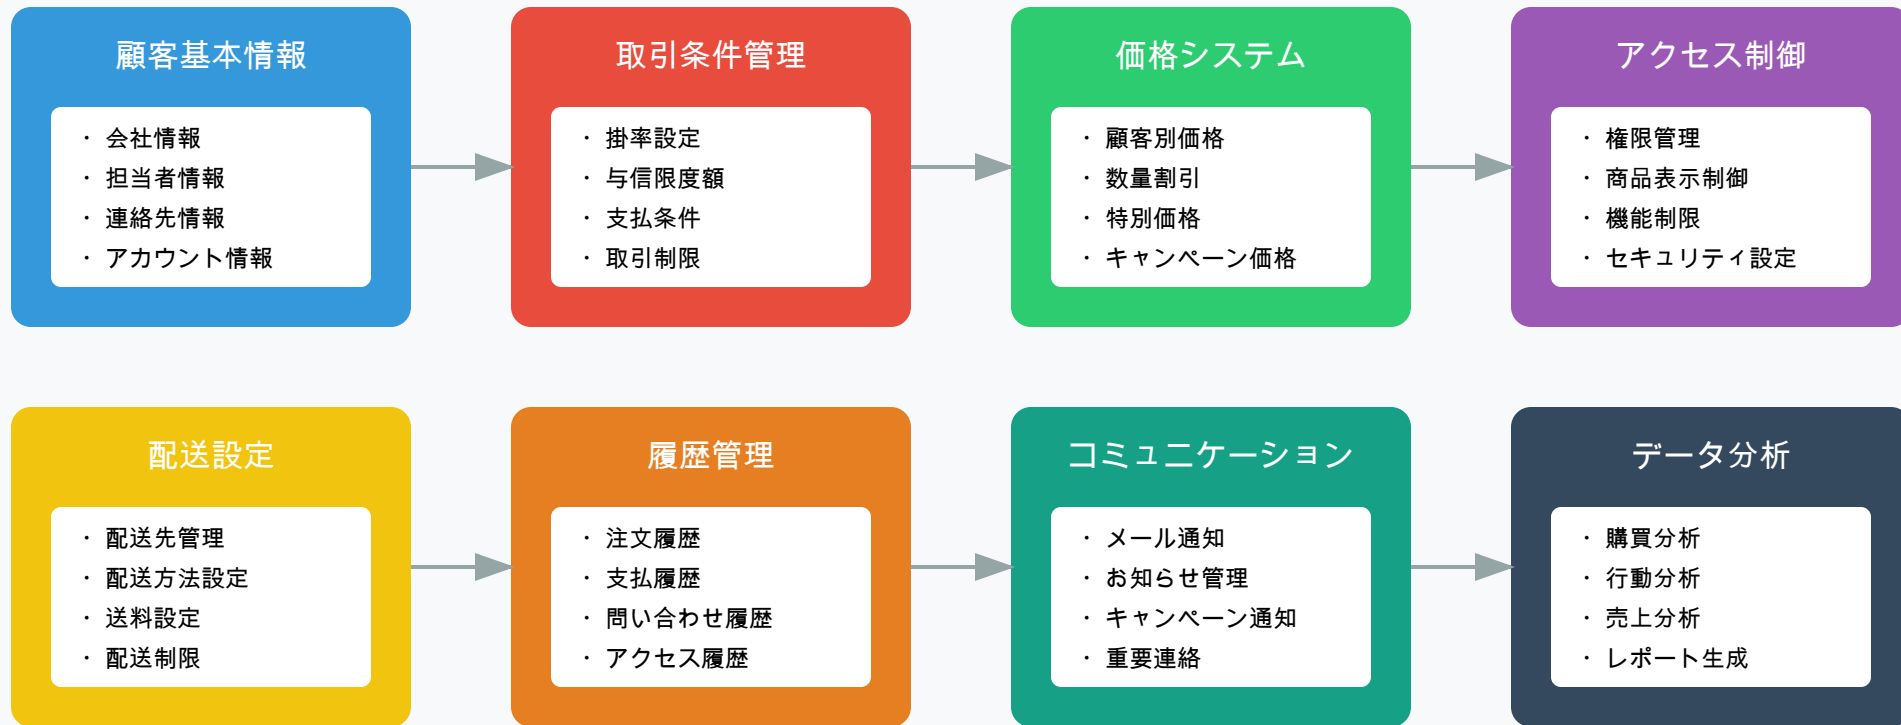 顧客基本情報
・会社情報
・担当者情報
・連絡先情報
・アカウント情報
取引条件管理
・掛率設定
・与信限度額
・支払条件
・取引制限
価格システム
・顧客別価格
・数量割引
・特別価格
・キャンペーン価格
アクセス制御
・権限管理
・商品表示制御
・機能制限
・セキュリティ設定
配送設定
・配送先管理
・配送方法設定
・送料設定
・配送制限
履歴管理
・注文履歴
・支払履歴
・問い合わせ履歴
・アクセス履歴
コミュニケーション
・メール通知
・お知らせ管理
・キャンペーン通知
・重要連絡
データ分析
・購買分析
・行動分析
・売上分析
・レポート生成